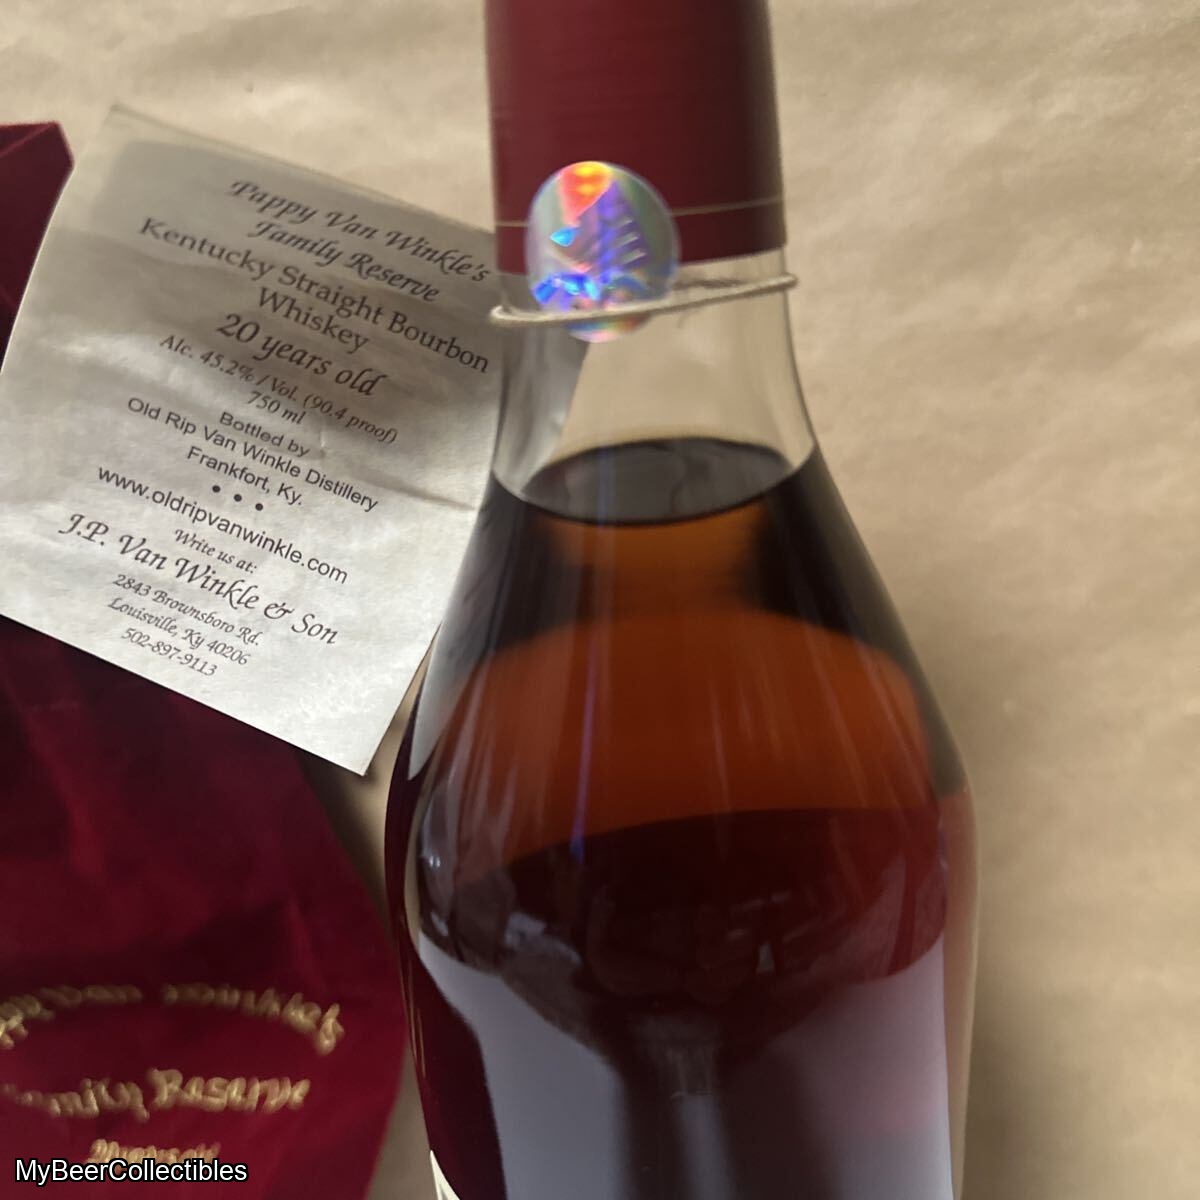 Pappy Van Winkle's
Family Reserve
Kentucky Straight Bourbon
Whiskey
20 years old
Alc. 45.2% / Vol. (90.4 proof)
750 ml
Bottled by
Old Rip Van Winkle Distillery
Frankfort, Ky.
• • •
www.oldripvanwinkle.com
Write us at:
J.P. Van Winkle & Son
2843 Brownsboro Rd.
Louisville, Ky 40206
502-897-9113
Van Winkle's
Family Reserve
MyBeerCollectibles